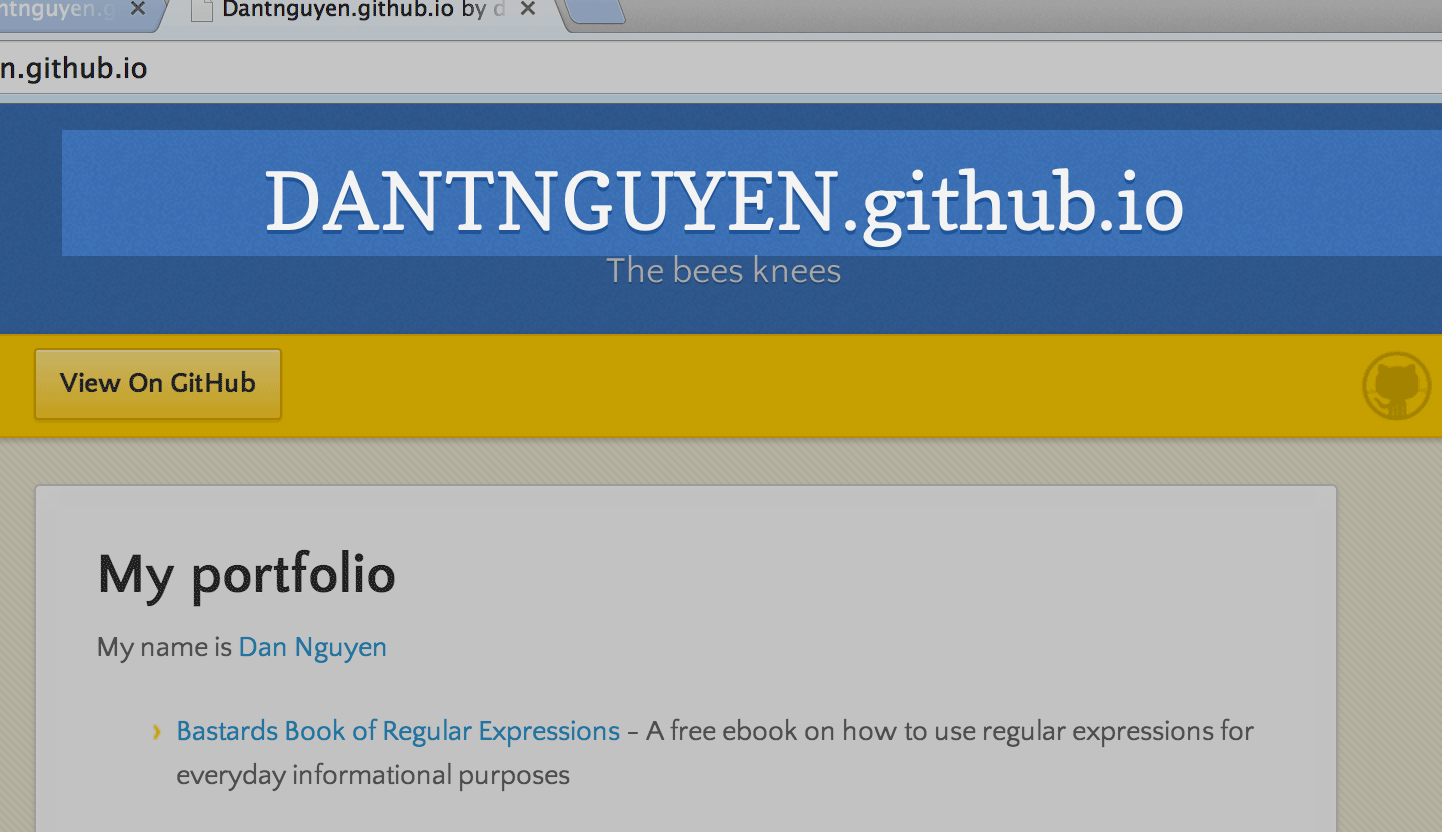 ntnguyen.g
Dantnguyen.github.io by d
n.github.io
DANTNGUYEN.github.io
The bees knees
View On GitHub
My portfolio
My name is Dan Nguyen
Bastards Book of Regular Expressions – A free ebook on how to use regular expressions for
everyday informational purposes